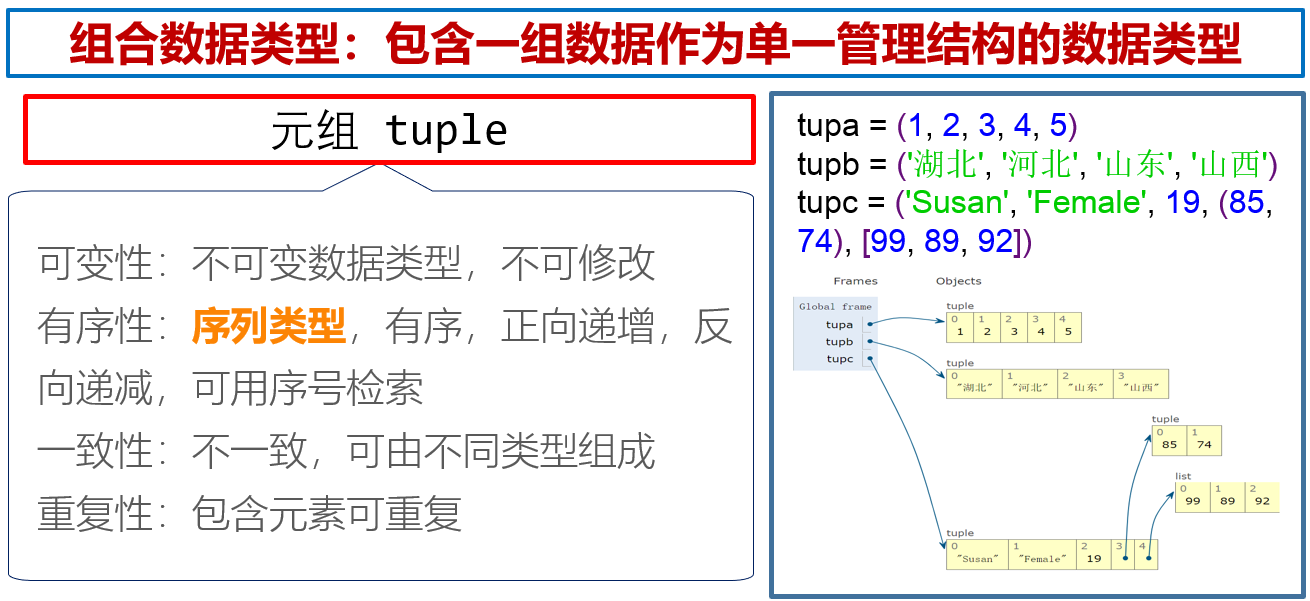 组合数据类型：包含一组数据作为单一管理结构的数据类型
元组 tuple
可变性：不可变数据类型，不可修改
有序性：序列类型，有序，正向递增，反
向递减，可用序号检索
一致性：不一致，可由不同类型组成
重复性：包含元素可重复
tupa = (1, 2, 3, 4, 5)
tupb = ('湖北', '河北', '山东', '山西')
tupc = ('Susan', 'Female', 19, (85,
74), [99, 89, 92])
Frames Objects
Global frame
tupa
tupb
tupc
tuple
0 1 2 3 4
1 2 3 4 5
tuple
0 1 2 3
"湖北" "河北" "山东" "山西"
tuple
0 1
85 74
list
0 1 2
99 89 92
tuple
0 1 2 3 4
"Susan" "Female" 19